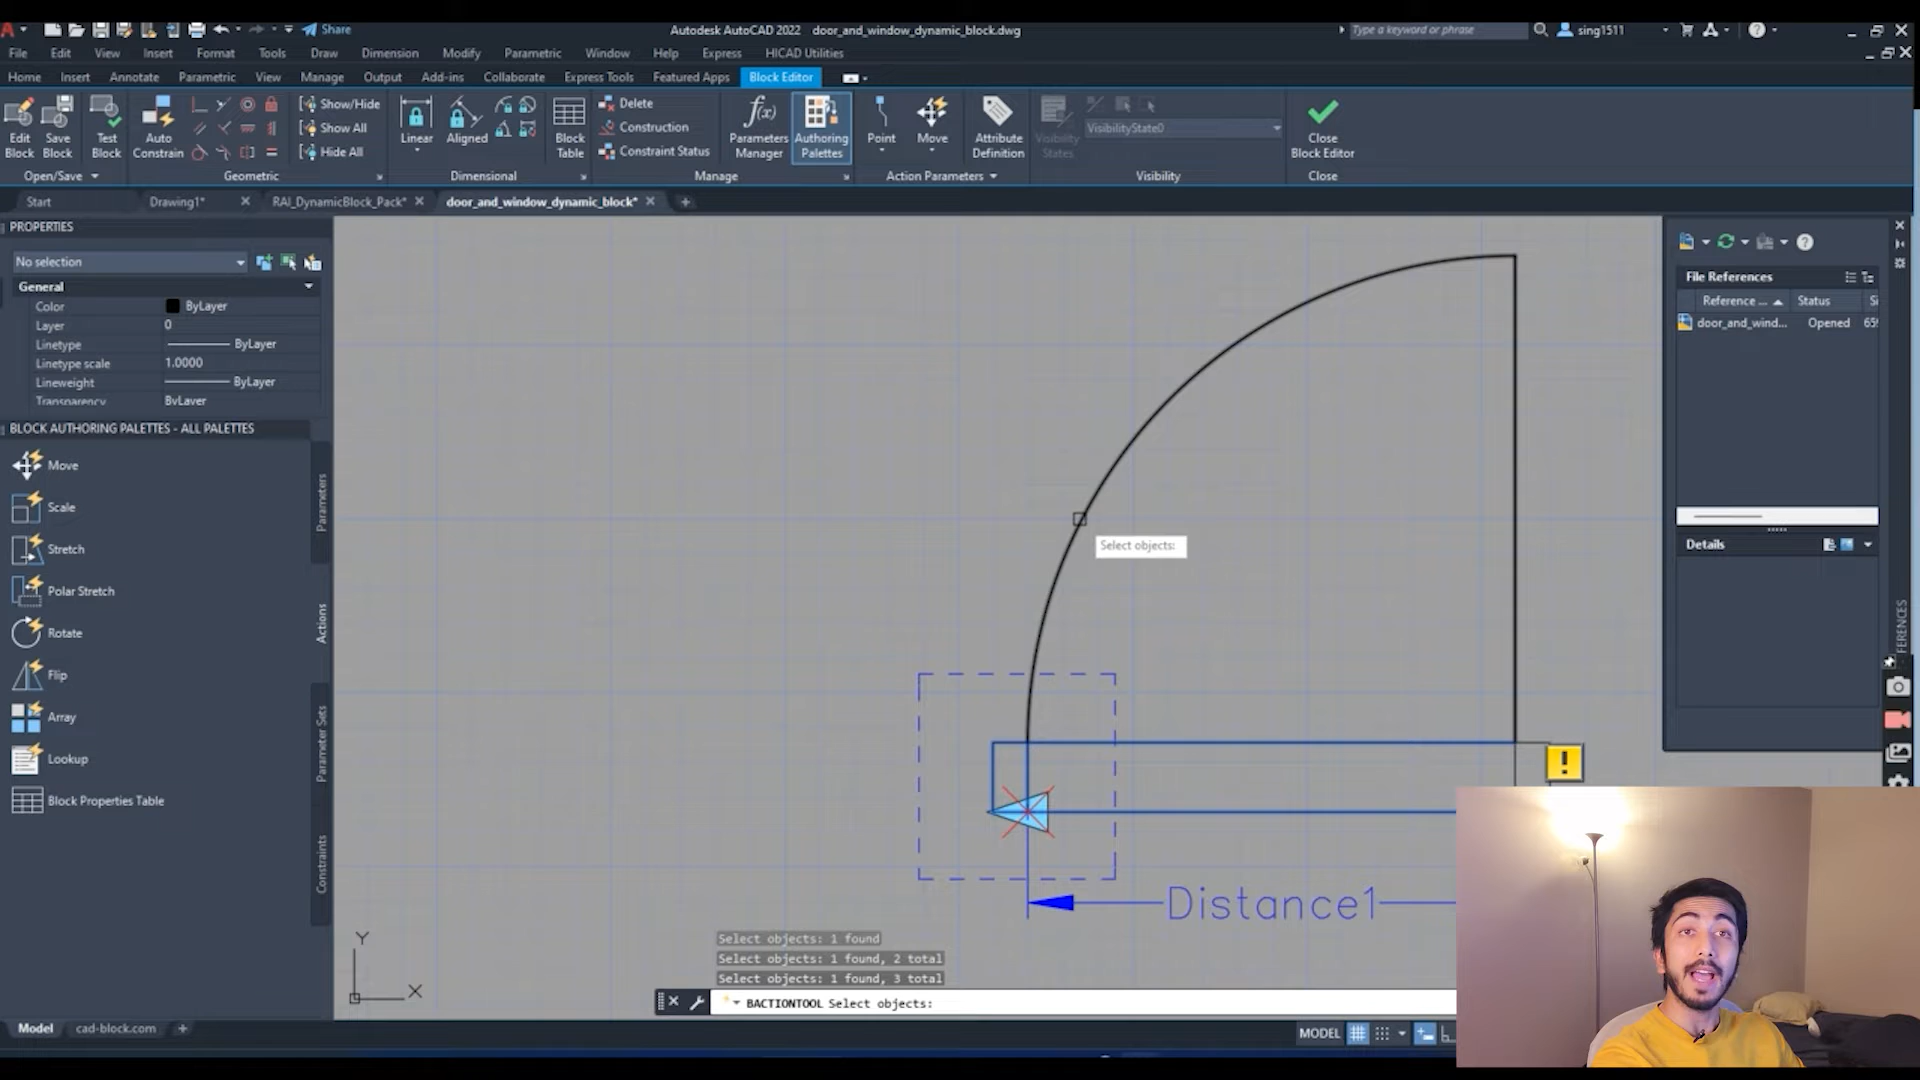 Share
Autodesk AutoCAD 2022 door_and_window_dynamic_block.dwg
Type a keyword or phrase
sing1511
File Edit View Insert Format Tools Draw Dimension Modify Parametric Window Help Express HICAD Utilities
Home Insert Annotate Parametric View Manage Output Add-ins Collaborate Express Tools Featured Apps Block Editor
Edit Block
Save Block
Test Block
Auto Constrain
Show/Hide
Show All
Hide All
Linear
Aligned
Block Table
Delete
Construction
Constraint Status
f(x)
Parameters Manager
Authoring Palettes
Point
Move
Attribute Definition
Visibility States
VisibilityState0
Close Block Editor
Open/Save
Geometric
Dimensional
Manage
Action Parameters
Visibility
Close
Start
Drawing1*
RAI_DynamicBlock_Pack*
door_and_window_dynamic_block*
PROPERTIES
No selection
General
Color ByLayer
Layer 0
Linetype ByLayer
Linetype scale 1.0000
Lineweight ByLayer
Transparency ByLayer
BLOCK AUTHORING PALETTES - ALL PALETTES
Move
Scale
Stretch
Polar Stretch
Rotate
Flip
Array
Lookup
Block Properties Table
Parameters
Actions
Parameter Sets
Constraints
Select objects:
Distance1
Y
X
Select objects: 1 found
Select objects: 1 found, 2 total
Select objects: 1 found, 3 total
BACTIONTOOL Select objects:
File References
Reference ... Status Si
door_and_wind... Opened 659
Details
ERENCES
Model
cad-block.com
MODEL